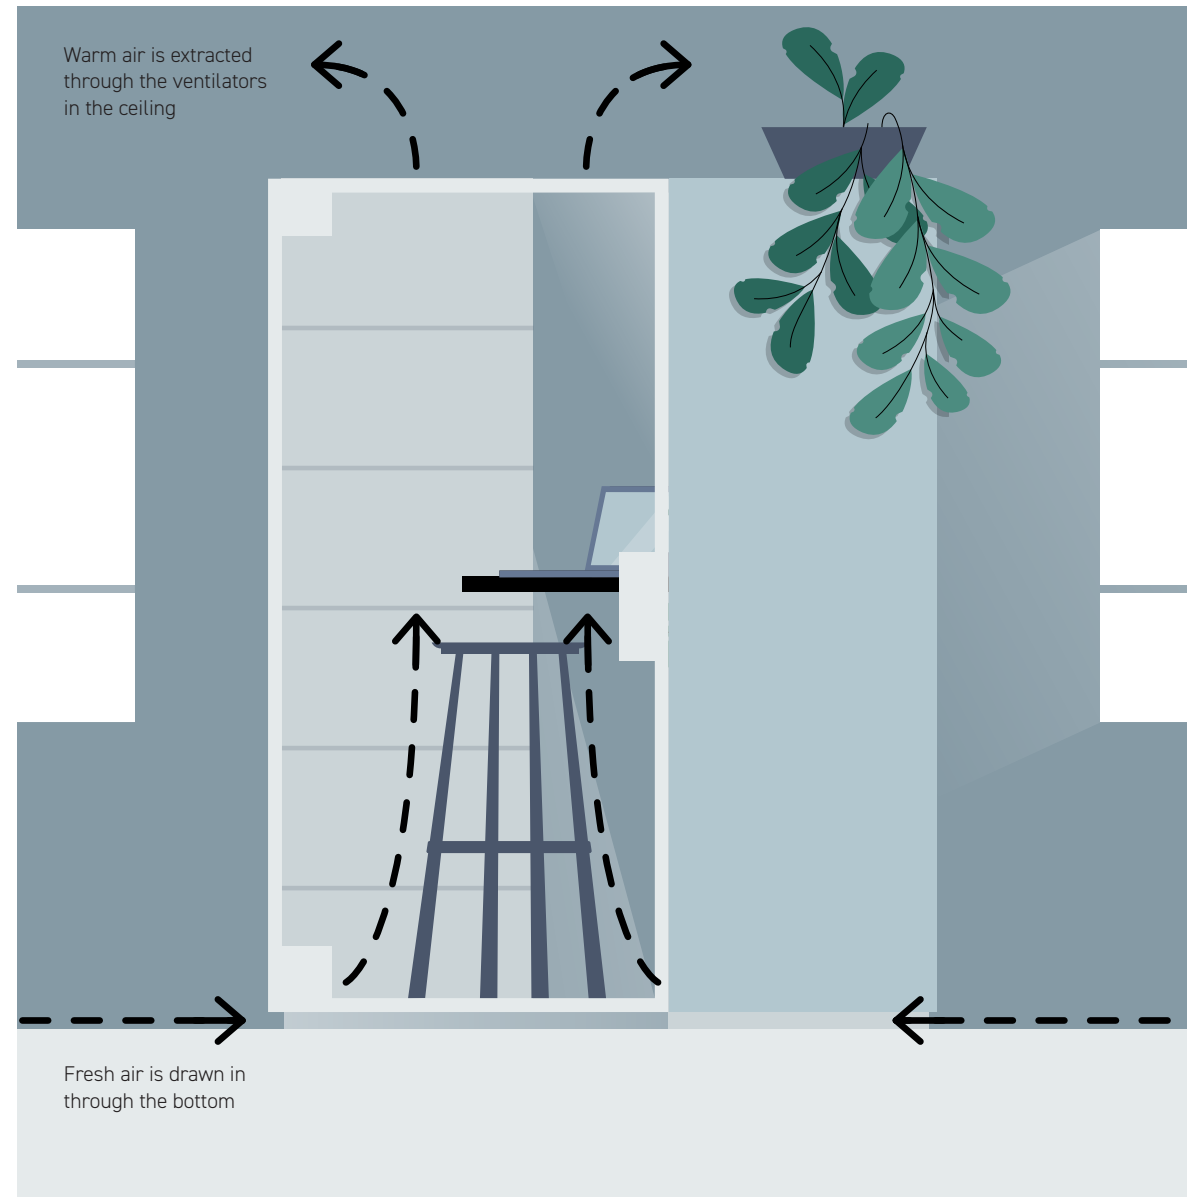 Warm air is extracted
through the ventilators
in the ceiling
Fresh air is drawn in
through the bottom